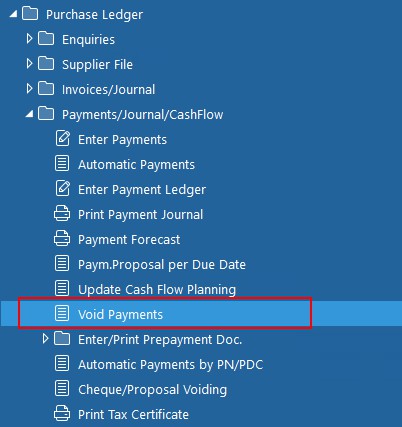 Purchase Ledger
Enquiries
Supplier File
Invoices/Journal
Payments/Journal/CashFlow
Enter Payments
Automatic Payments
Enter Payment Ledger
Print Payment Journal
Payment Forecast
Paym.Proposal per Due Date
Update Cash Flow Planning
Void Payments
Enter/Print Prepayment Doc.
Automatic Payments by PN/PDC
Cheque/Proposal Voiding
Print Tax Certificate